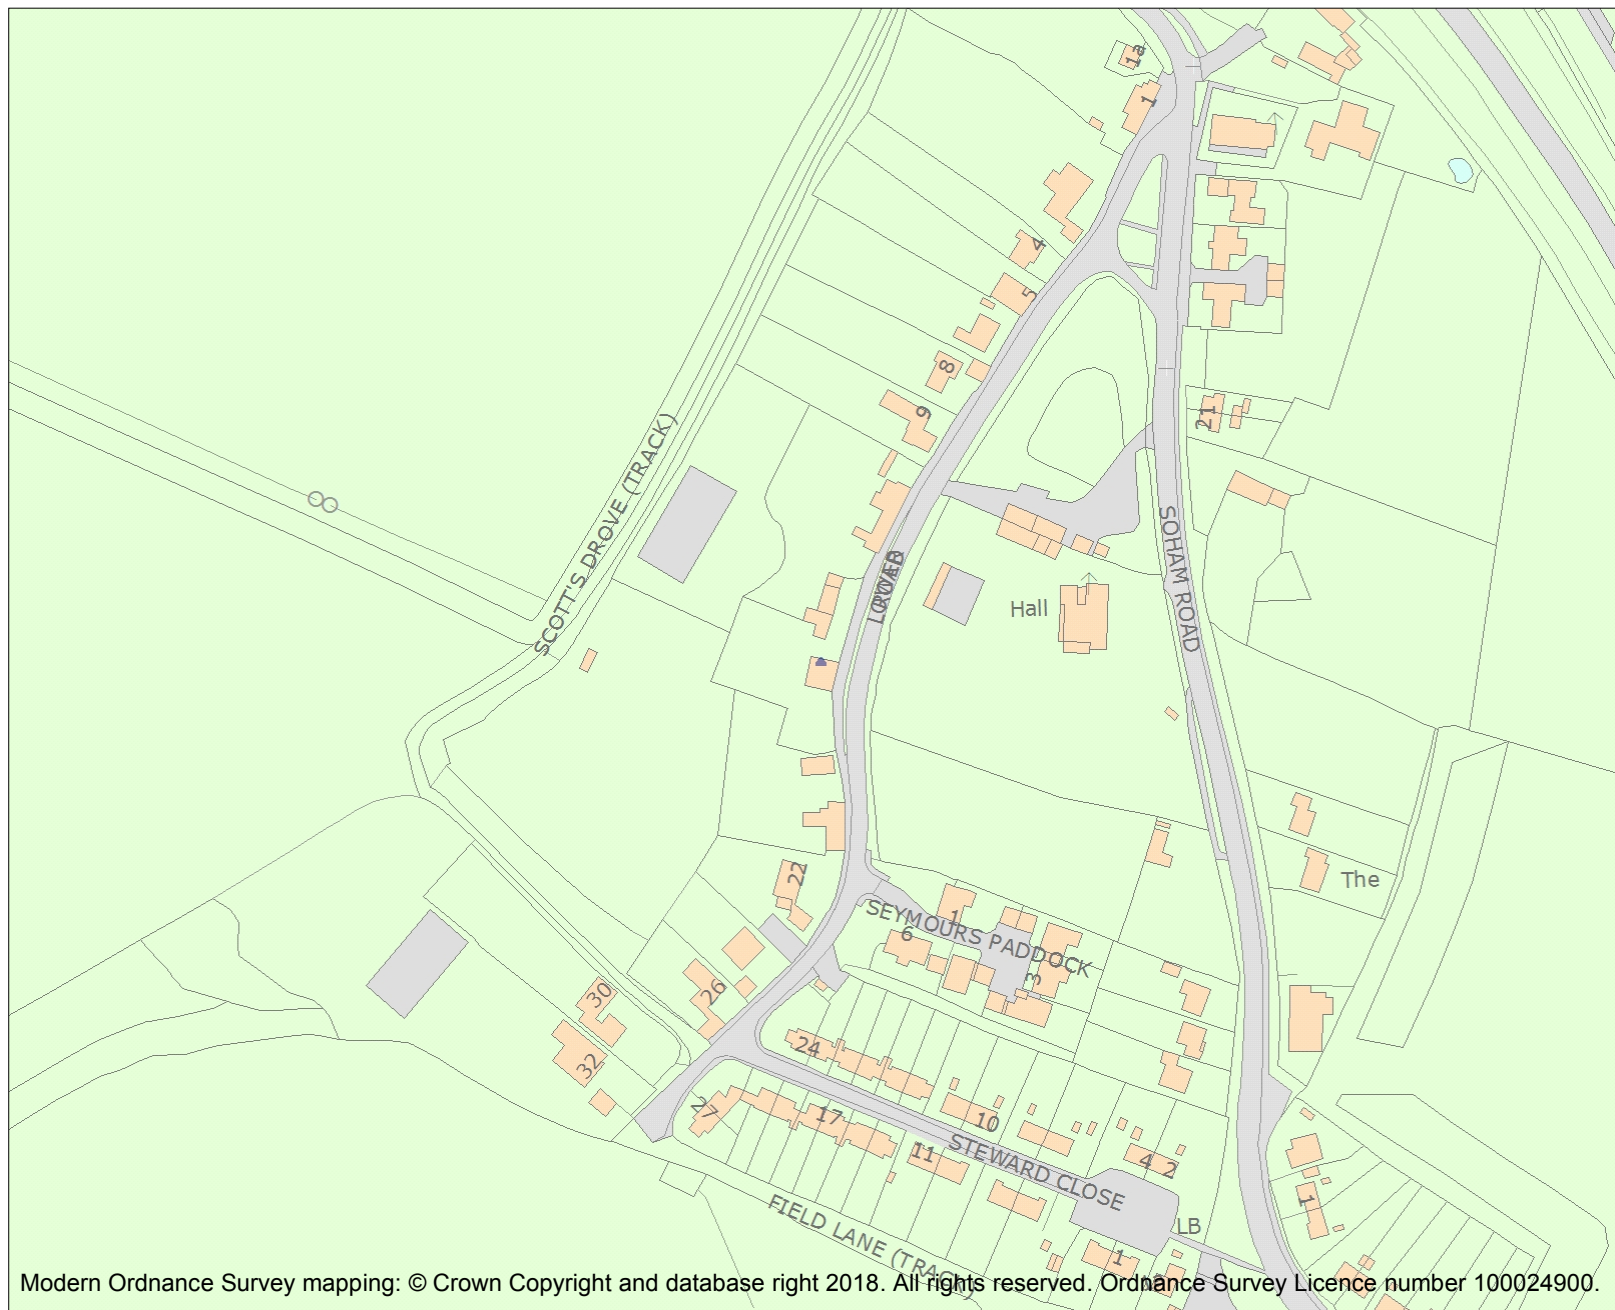 1a
1
4
5
8
9
21
SCOTT'S DROVE (TRACK)
SOHAM ROAD
LOWER
ROAD
Hall
The
22
SEYMOURS PADDOCK
1
6
3
26
30
32
24
27
17
10
11
STEWARD CLOSE
4 2
1
LB
FIELD LANE (TRACK)
1
Modern Ordnance Survey mapping: © Crown Copyright and database right 2018. All rights reserved. Ordnance Survey Licence number 100024900.